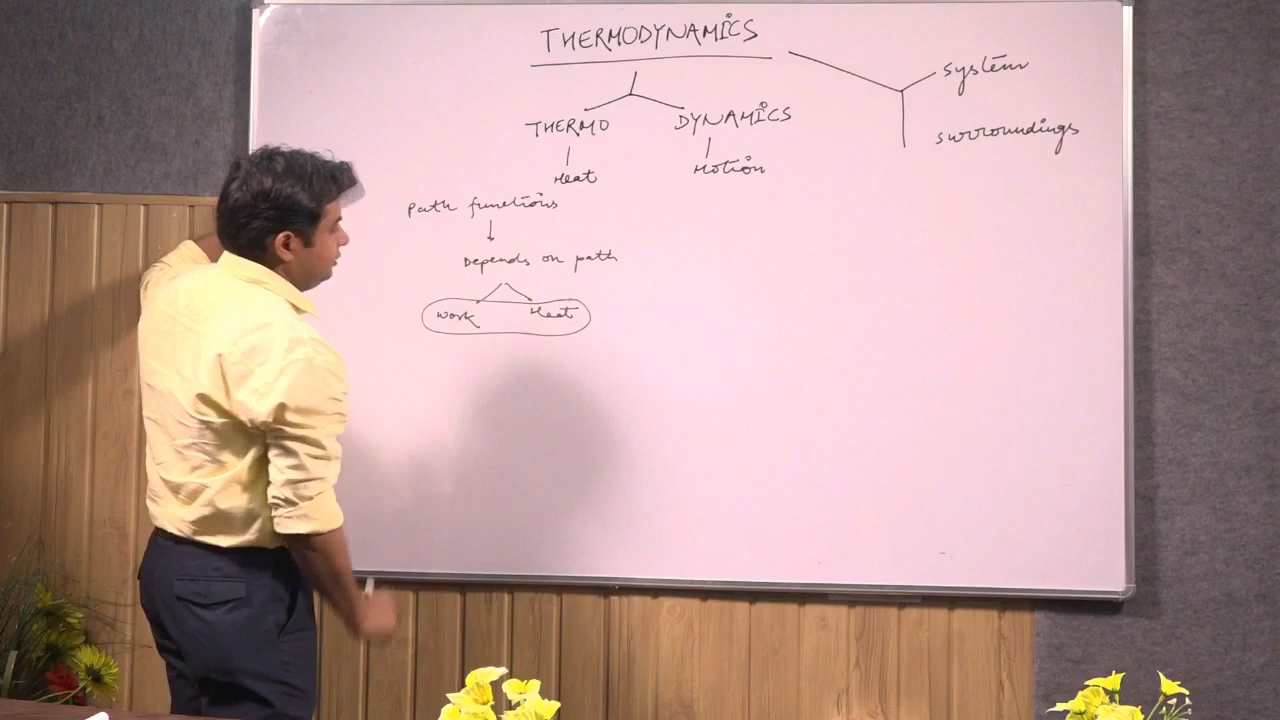 THERMODYNAMICS
system
surroundings
THERMO DYNAMICS
Heat Motion
Path functions
Depends on path
Work Heat